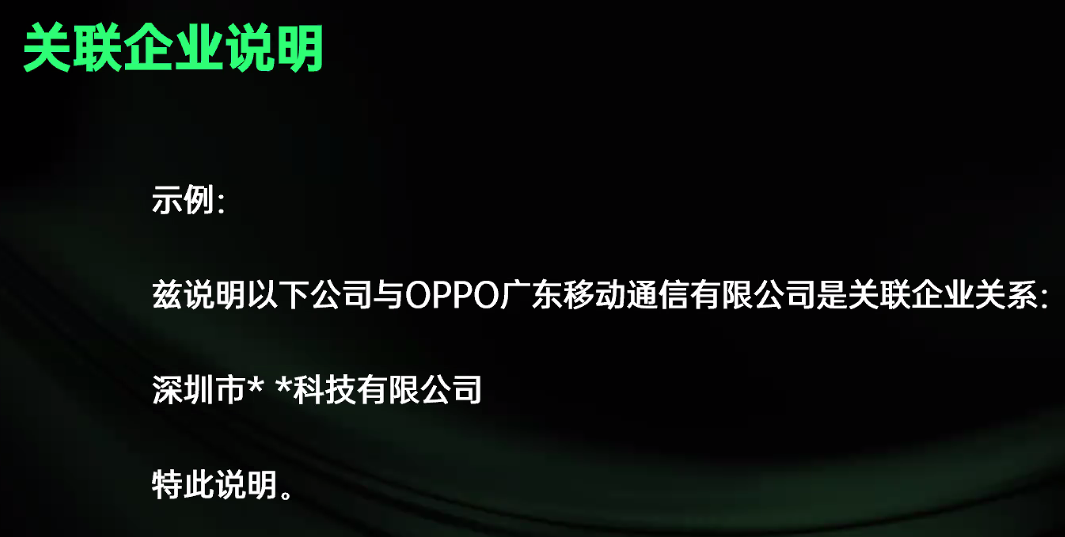 关联企业说明
示例：
兹说明以下公司与OPPO广东移动通信有限公司是关联企业关系：
深圳市* *科技有限公司
特此说明。